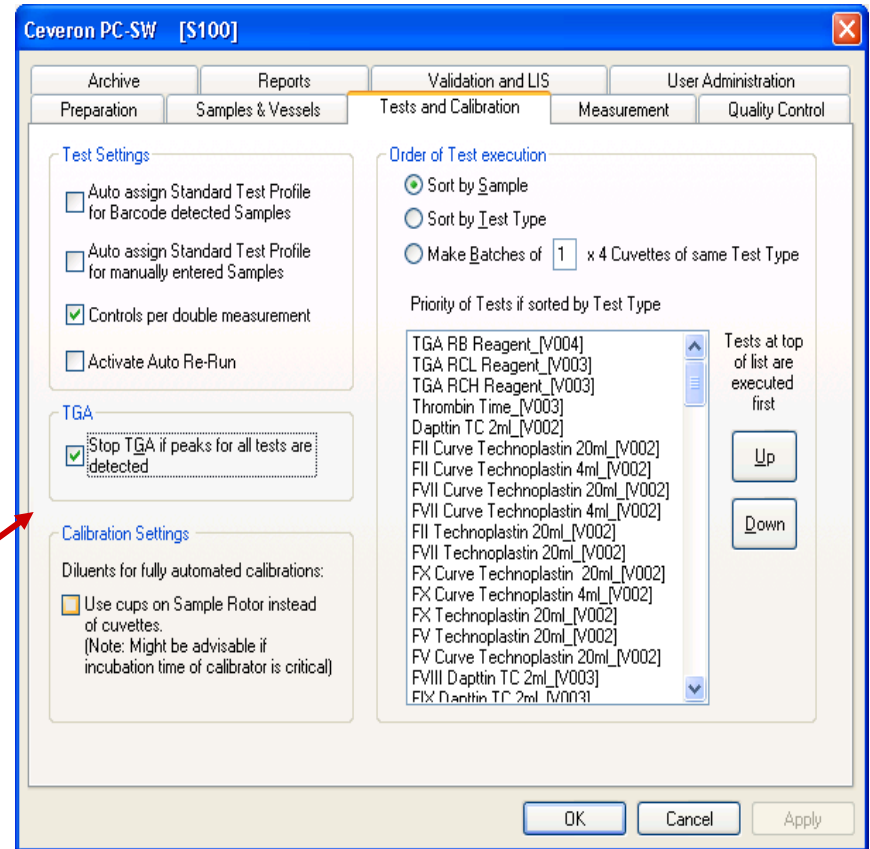 Ceveron PC-SW [S100]
Archive Reports Validation and LIS User Administration
Preparation Samples & Vessels Tests and Calibration Measurement Quality Control
Test Settings
Auto assign Standard Test Profile
for Barcode detected Samples
Auto assign Standard Test Profile
for manually entered Samples
Controls per double measurement
Activate Auto Re-Run
TGA
Stop TGA if peaks for all tests are
detected
Calibration Settings
Diluents for fully automated calibrations:
Use cups on Sample Rotor instead
of cuvettes.
(Note: Might be advisable if
incubation time of calibrator is critical)
Order of Test execution
Sort by Sample
Sort by Test Type
Make Batches of 1 x 4 Cuvettes of same Test Type
Priority of Tests if sorted by Test Type
TGA RB Reagent_[V004]
TGA RCL Reagent_[V003]
TGA RCH Reagent_[V003]
Thrombin Time_[V003]
Dapttin TC 2ml_[V002]
FII Curve Technoplastin 20ml_[V002]
FII Curve Technoplastin 4ml_[V002]
FVII Curve Technoplastin 20ml_[V002]
FVII Curve Technoplastin 4ml_[V002]
FII Technoplastin 20ml_[V002]
FVII Technoplastin 20ml_[V002]
FX Curve Technoplastin 20ml_[V002]
FX Curve Technoplastin 4ml_[V002]
FX Technoplastin 20ml_[V002]
FV Technoplastin 20ml_[V002]
FV Curve Technoplastin 20ml_[V002]
FVIII Dapttin TC 2ml_[V003]
FIX Dapttin TC 2ml_[V003]
Tests at top
of list are
executed
first
Up
Down
OK Cancel Apply